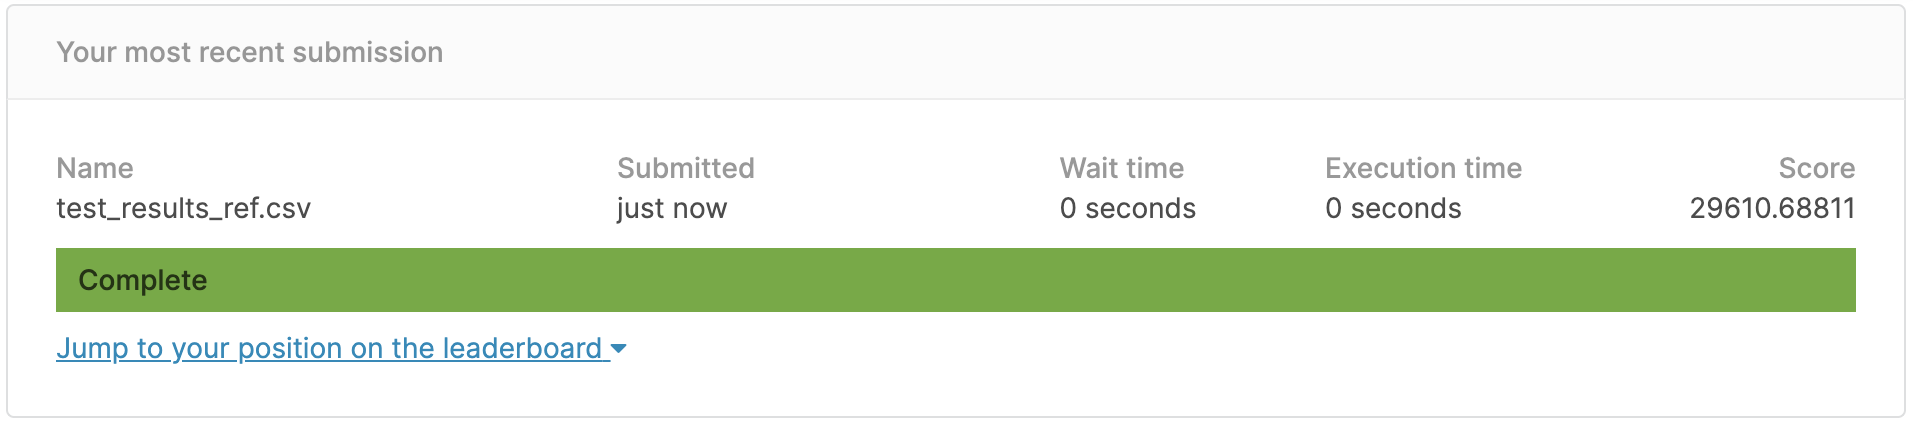 Your most recent submission
Name Submitted Wait time Execution time Score
test_results_ref.csv just now 0 seconds 0 seconds 29610.68811
Complete
Jump to your position on the leaderboard